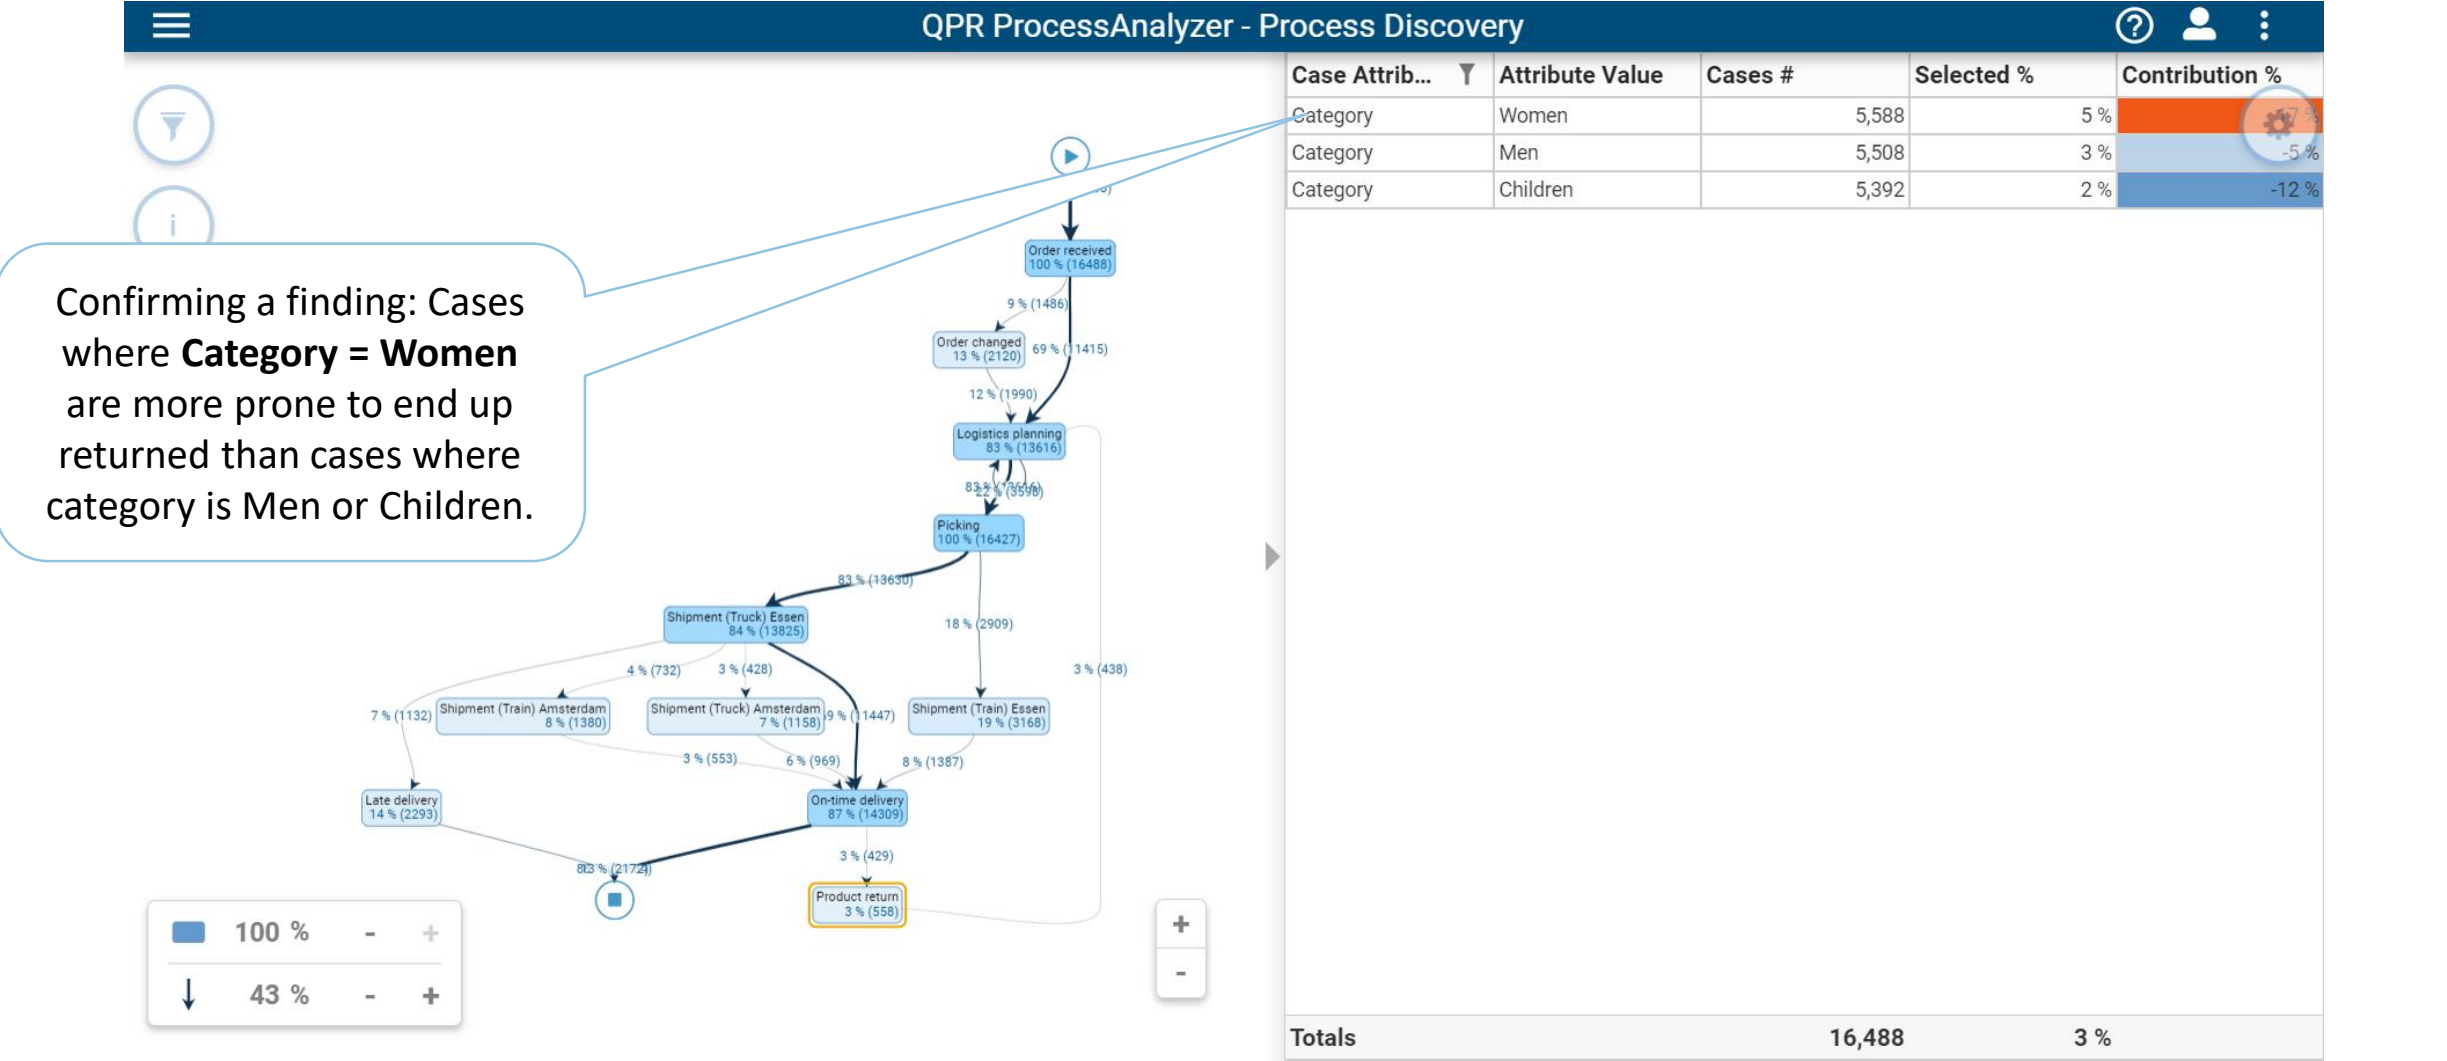 QPR ProcessAnalyzer - Process Discovery
Case Attrib... Attribute Value Cases # Selected % Contribution %
Category Women 5,588 5 %
Category Men 5,508 3 % -5 %
Category Children 5,392 2 % -12 %
i
Confirming a finding: Cases
where Category = Women
are more prone to end up
returned than cases where
category is Men or Children.
Order received
100 % (16488)
9 % (1486)
Order changed
13 % (2120)
69 % (11415)
12 % (1990)
Logistics planning
83 % (13616)
22 % (3598)
Picking
100 % (16427)
83 % (13630)
Shipment (Truck) Essen
84 % (13825)
18 % (2909)
4 % (732)
3 % (428)
3 % (438)
7 % (1132)
Shipment (Train) Amsterdam
8 % (1380)
Shipment (Truck) Amsterdam
7 % (1158)
(11447)
Shipment (Train) Essen
19 % (3168)
3 % (553)
6 % (969)
8 % (1387)
Late delivery
14 % (2293)
On-time delivery
87 % (14309)
3 % (429)
Product return
3 % (558)
100 % - +
43 % - +
+
-
Totals 16,488 3 %